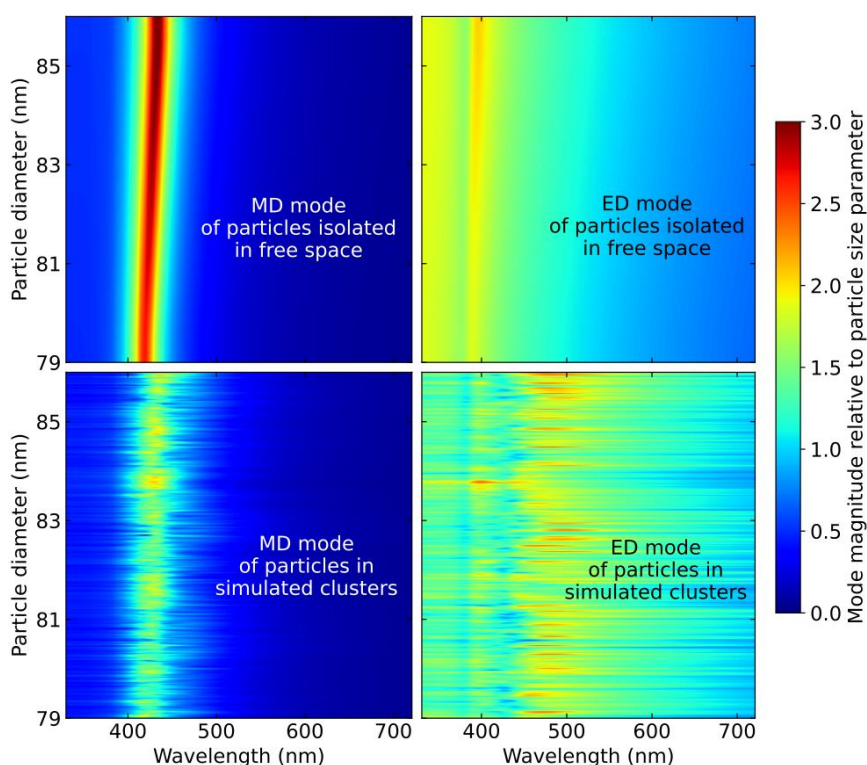 85
83
81
79
Particle diameter (nm)
MD mode
of particles isolated
in free space
ED mode
of particles isolated
in free space
85
83
81
79
Particle diameter (nm)
MD mode
of particles in
simulated clusters
ED mode
of particles in
simulated clusters
400 500 600 700
Wavelength (nm)
400 500 600 700
Wavelength (nm)
3.0
2.5
2.0
1.5
1.0
0.5
0.0
Mode magnitude relative to particle size parameter